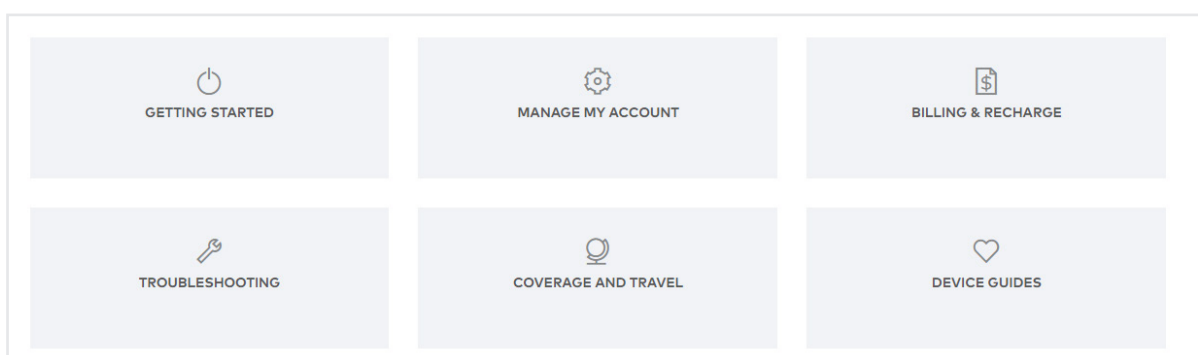 GETTING STARTED
MANAGE MY ACCOUNT
BILLING & RECHARGE
TROUBLESHOOTING
COVERAGE AND TRAVEL
DEVICE GUIDES